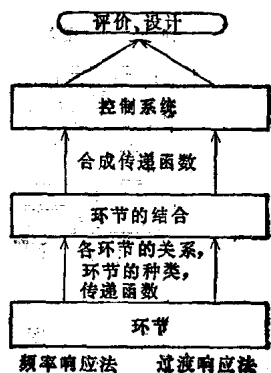 评价、设计
控制系统
合成传递函数
环节的结合
各环节的关系,
环节的种类,
传递函数
环节
频率响应法 过渡响应法